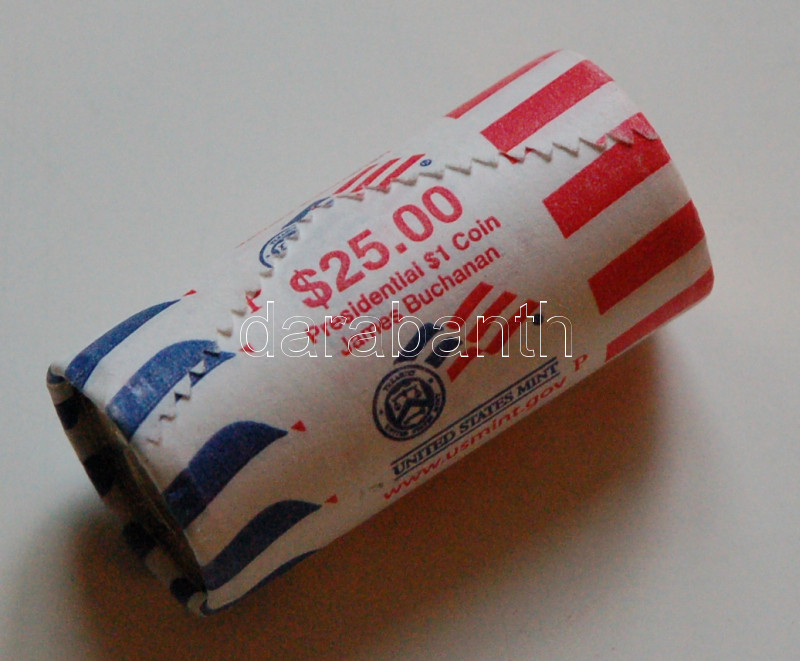 $25.00
Presidential $1 Coin
James Buchanan
P
darabanth
UNITED STATES MINT
www.usmint.gov P